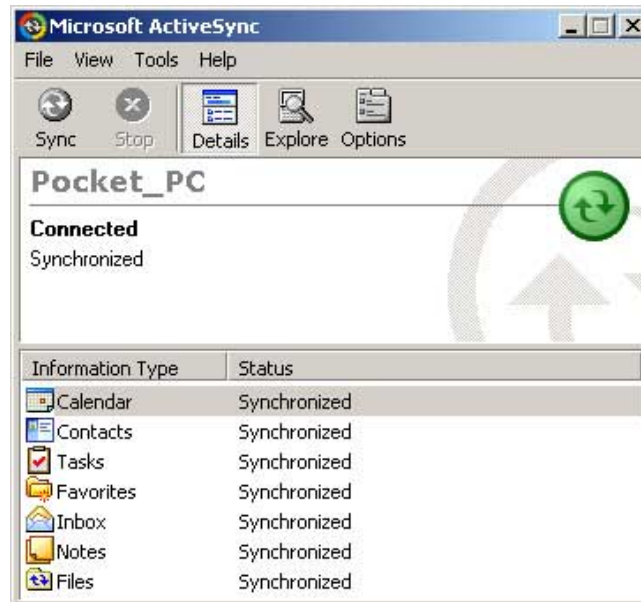 Microsoft ActiveSync
File View Tools Help
Sync Stop Details Explore Options
Pocket_PC
Connected
Synchronized
Information Type Status
Calendar Synchronized
Contacts Synchronized
Tasks Synchronized
Favorites Synchronized
Inbox Synchronized
Notes Synchronized
Files Synchronized